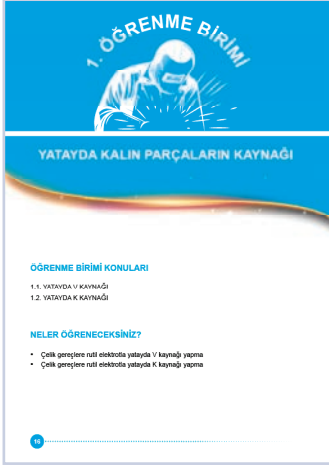 1. ÖĞRENME BİRİMİ
YATAYDA KALIN PARÇALARIN KAYNAĞI
ÖĞRENME BİRİMİ KONULARI
1.1. YATAYDA V KAYNAĞI
1.2. YATAYDA K KAYNAĞI
NELER ÖĞRENECEKSİNİZ?
• Çelik gereçlere rutil elektrotla yatayda V kaynağı yapma
• Çelik gereçlere rutil elektrotla yatayda K kaynağı yapma
16